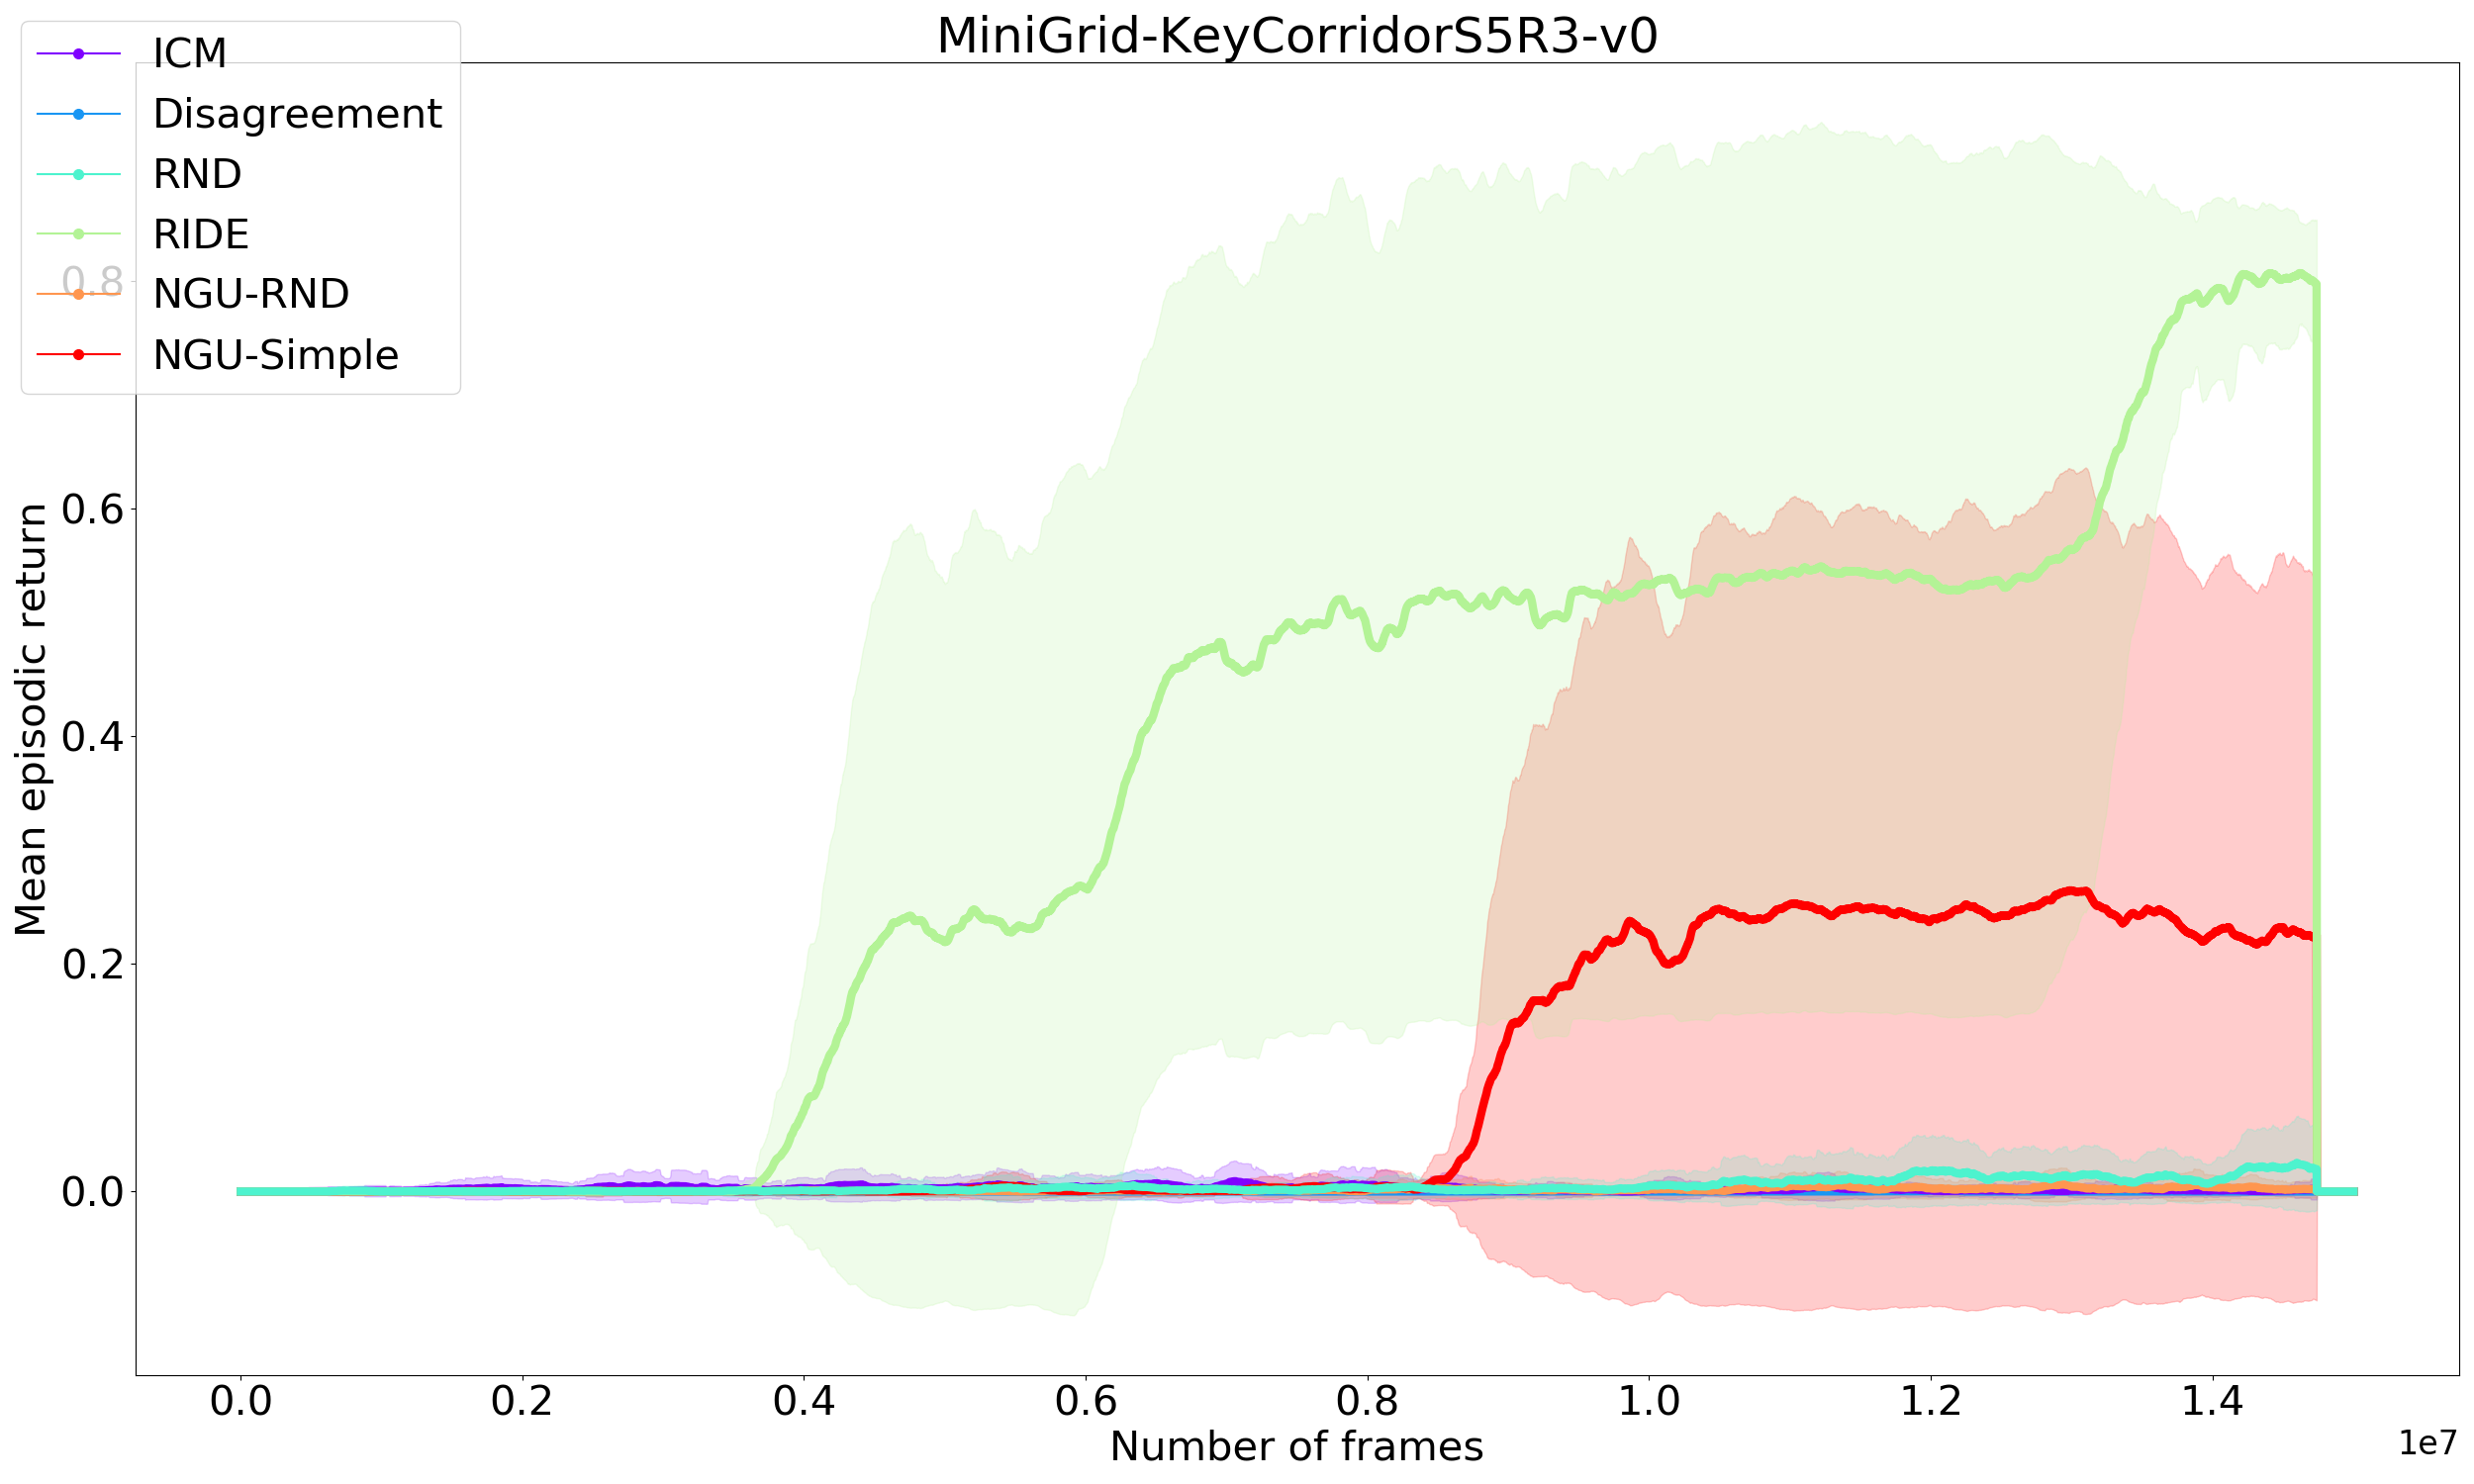 MiniGrid-KeyCorridorS5R3-v0
ICM
Disagreement
RND
RIDE
NGU-RND
NGU-Simple
Mean episodic return
0.8
0.6
0.4
0.2
0.0
0.0 0.2 0.4 0.6 0.8 1.0 1.2 1.4
1e7
Number of frames